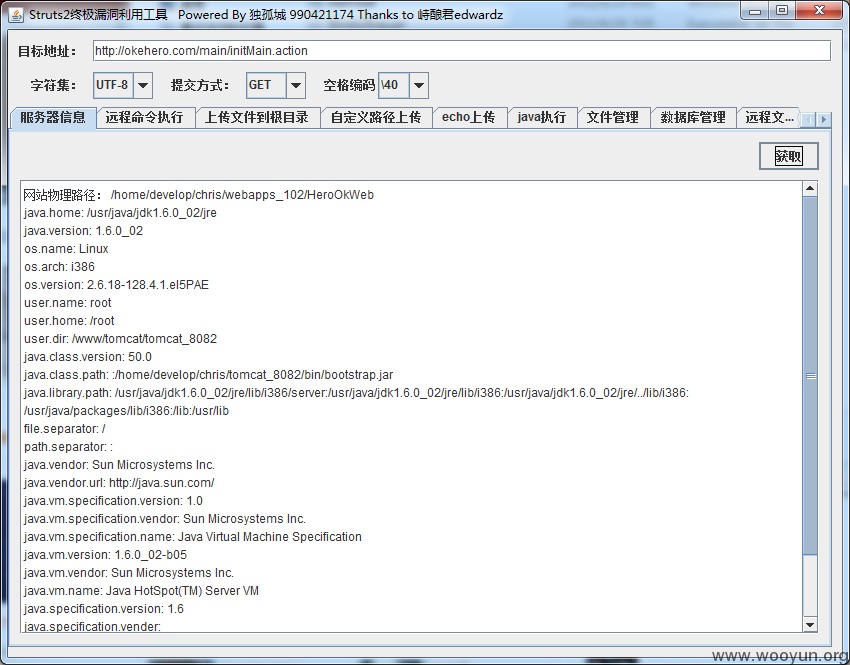 Struts2终极漏洞利用工具 Powered By 独孤城 990421174 Thanks to 峙酿君edwardz
目标地址： http://okehero.com/main/initMain.action
字符集： UTF-8 提交方式： GET 空格编码 \40
服务器信息 远程命令执行 上传文件到根目录 自定义路径上传 echo上传 java执行 文件管理 数据库管理 远程文...
获取
网站物理路径： /home/develop/chris/webapps_102/HeroOkWeb
java.home: /usr/java/jdk1.6.0_02/jre
java.version: 1.6.0_02
os.name: Linux
os.arch: i386
os.version: 2.6.18-128.4.1.el5PAE
user.name: root
user.home: /root
user.dir: /www/tomcat/tomcat_8082
java.class.version: 50.0
java.class.path: :/home/develop/chris/tomcat_8082/bin/bootstrap.jar
java.library.path: /usr/java/jdk1.6.0_02/jre/lib/i386/server:/usr/java/jdk1.6.0_02/jre/lib/i386:/usr/java/jdk1.6.0_02/jre/../lib/i386:
/usr/java/packages/lib/i386:/lib:/usr/lib
file.separator: /
path.separator: :
java.vendor: Sun Microsystems Inc.
java.vendor.url: http://java.sun.com/
java.vm.specification.version: 1.0
java.vm.specification.vendor: Sun Microsystems Inc.
java.vm.specification.name: Java Virtual Machine Specification
java.vm.version: 1.6.0_02-b05
java.vm.vendor: Sun Microsystems Inc.
java.vm.name: Java HotSpot(TM) Server VM
java.specification.version: 1.6
java.specification.vender:
www.wooyun.org